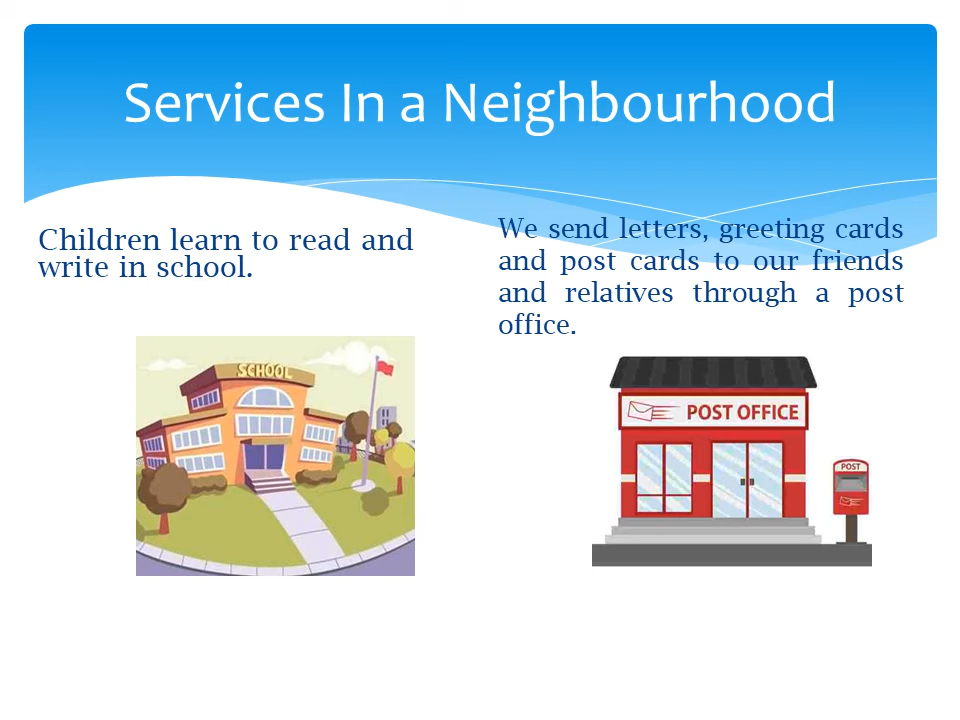 Services In a Neighbourhood
Children learn to read and
write in school.
We send letters, greeting cards
and post cards to our friends
and relatives through a post
office.
SCHOOL
POST OFFICE
POST